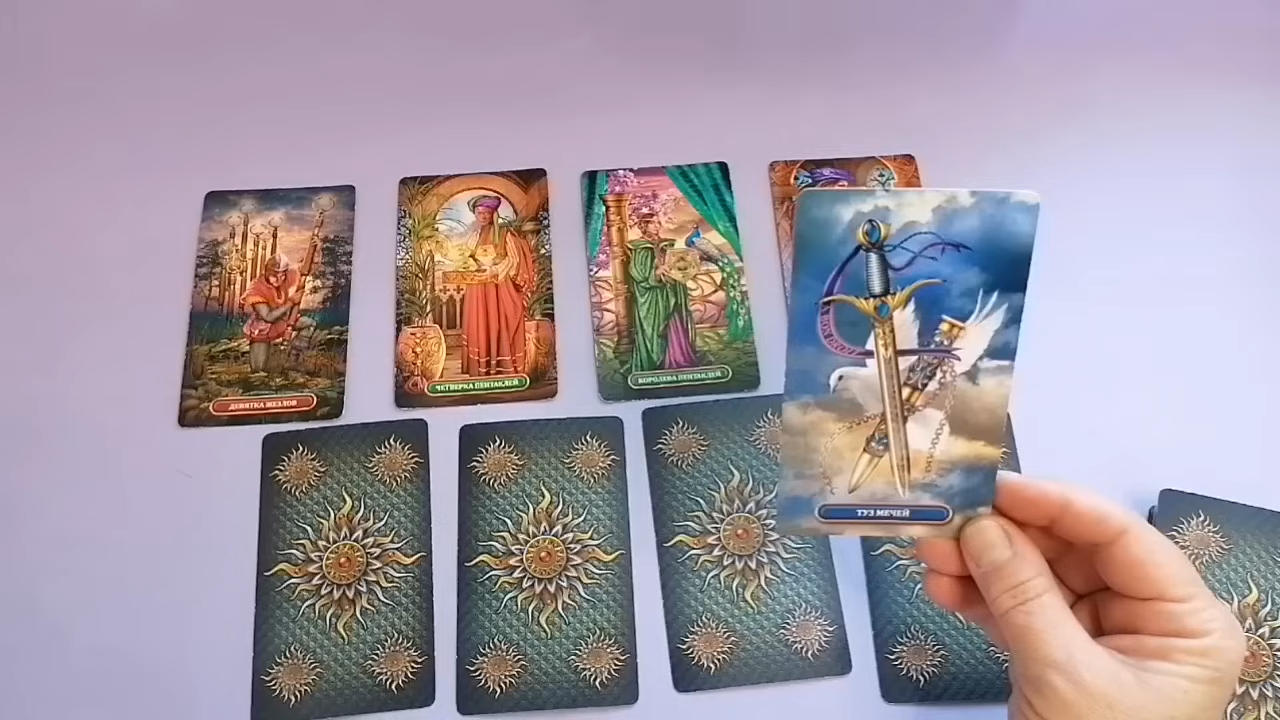 ДЕВЯТКА ЖЕЗЛОВ
ЧЕТВЕРКА ПЕНТАКЛЕЙ
КОРОЛЕВА ПЕНТАКЛЕЙ
ТУЗ МЕЧЕЙ